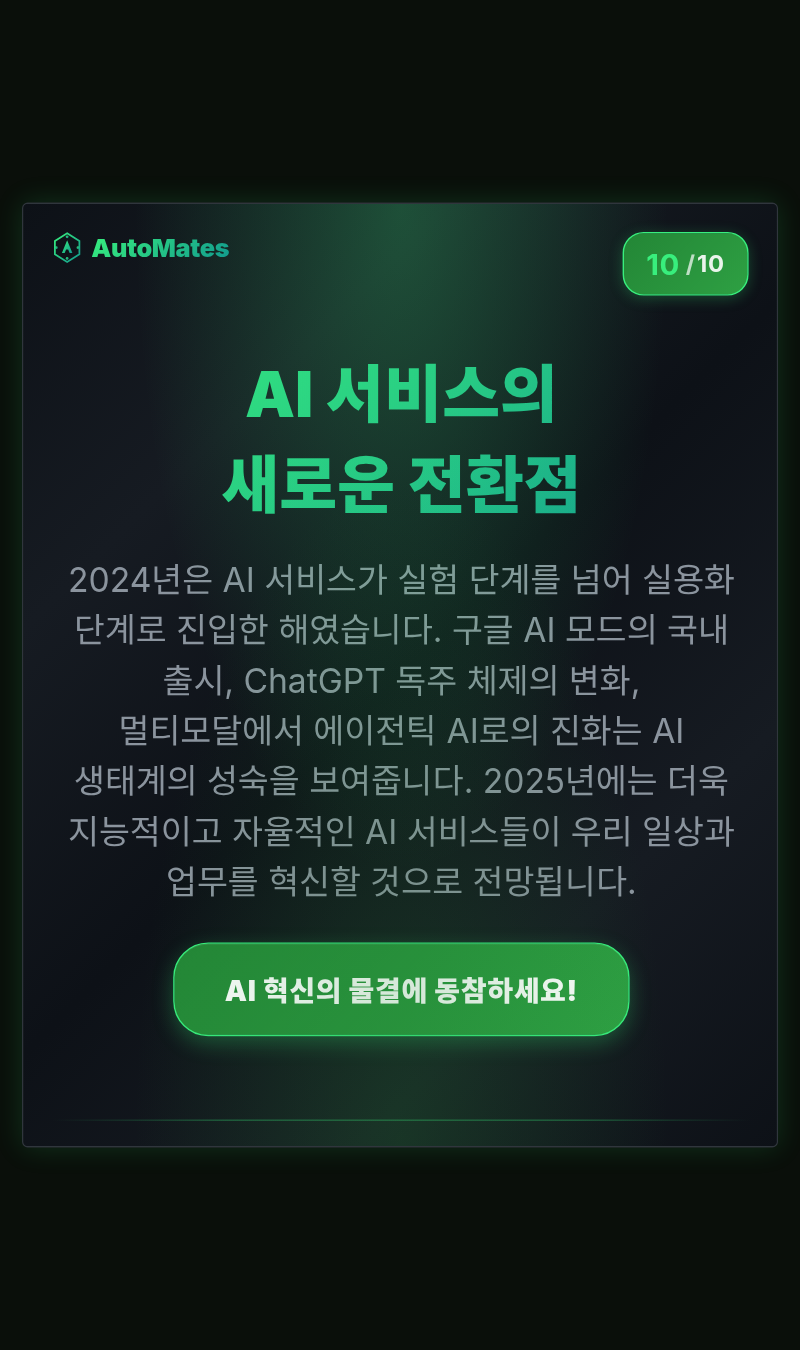 AutoMates
10 /10
AI 서비스의
새로운 전환점
2024년은 AI 서비스가 실험 단계를 넘어 실용화
단계로 진입한 해였습니다. 구글 AI 모드의 국내
출시, ChatGPT 독주 체제의 변화,
멀티모달에서 에이전틱 AI로의 진화는 AI
생태계의 성숙을 보여줍니다. 2025년에는 더욱
지능적이고 자율적인 AI 서비스들이 우리 일상과
업무를 혁신할 것으로 전망됩니다.
AI 혁신의 물결에 동참하세요!